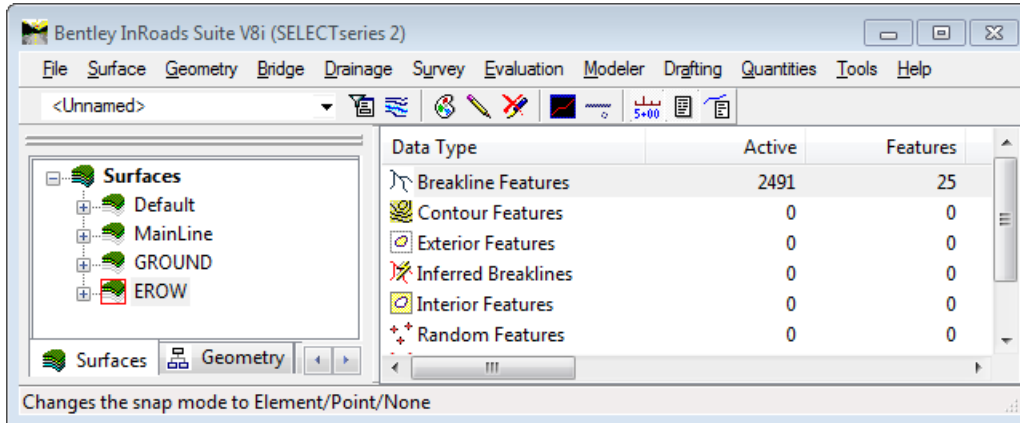 Bentley InRoads Suite V8i (SELECTseries 2)
File Surface Geometry Bridge Drainage Survey Evaluation Modeler Drafting Quantities Tools Help
<Unnamed>
5+00
Data Type Active Features
Surfaces
Default
MainLine
GROUND
EROW
Breakline Features 2491 25
Contour Features 0 0
Exterior Features 0 0
Inferred Breaklines 0 0
Interior Features 0 0
Random Features 0 0
Surfaces Geometry
Changes the snap mode to Element/Point/None